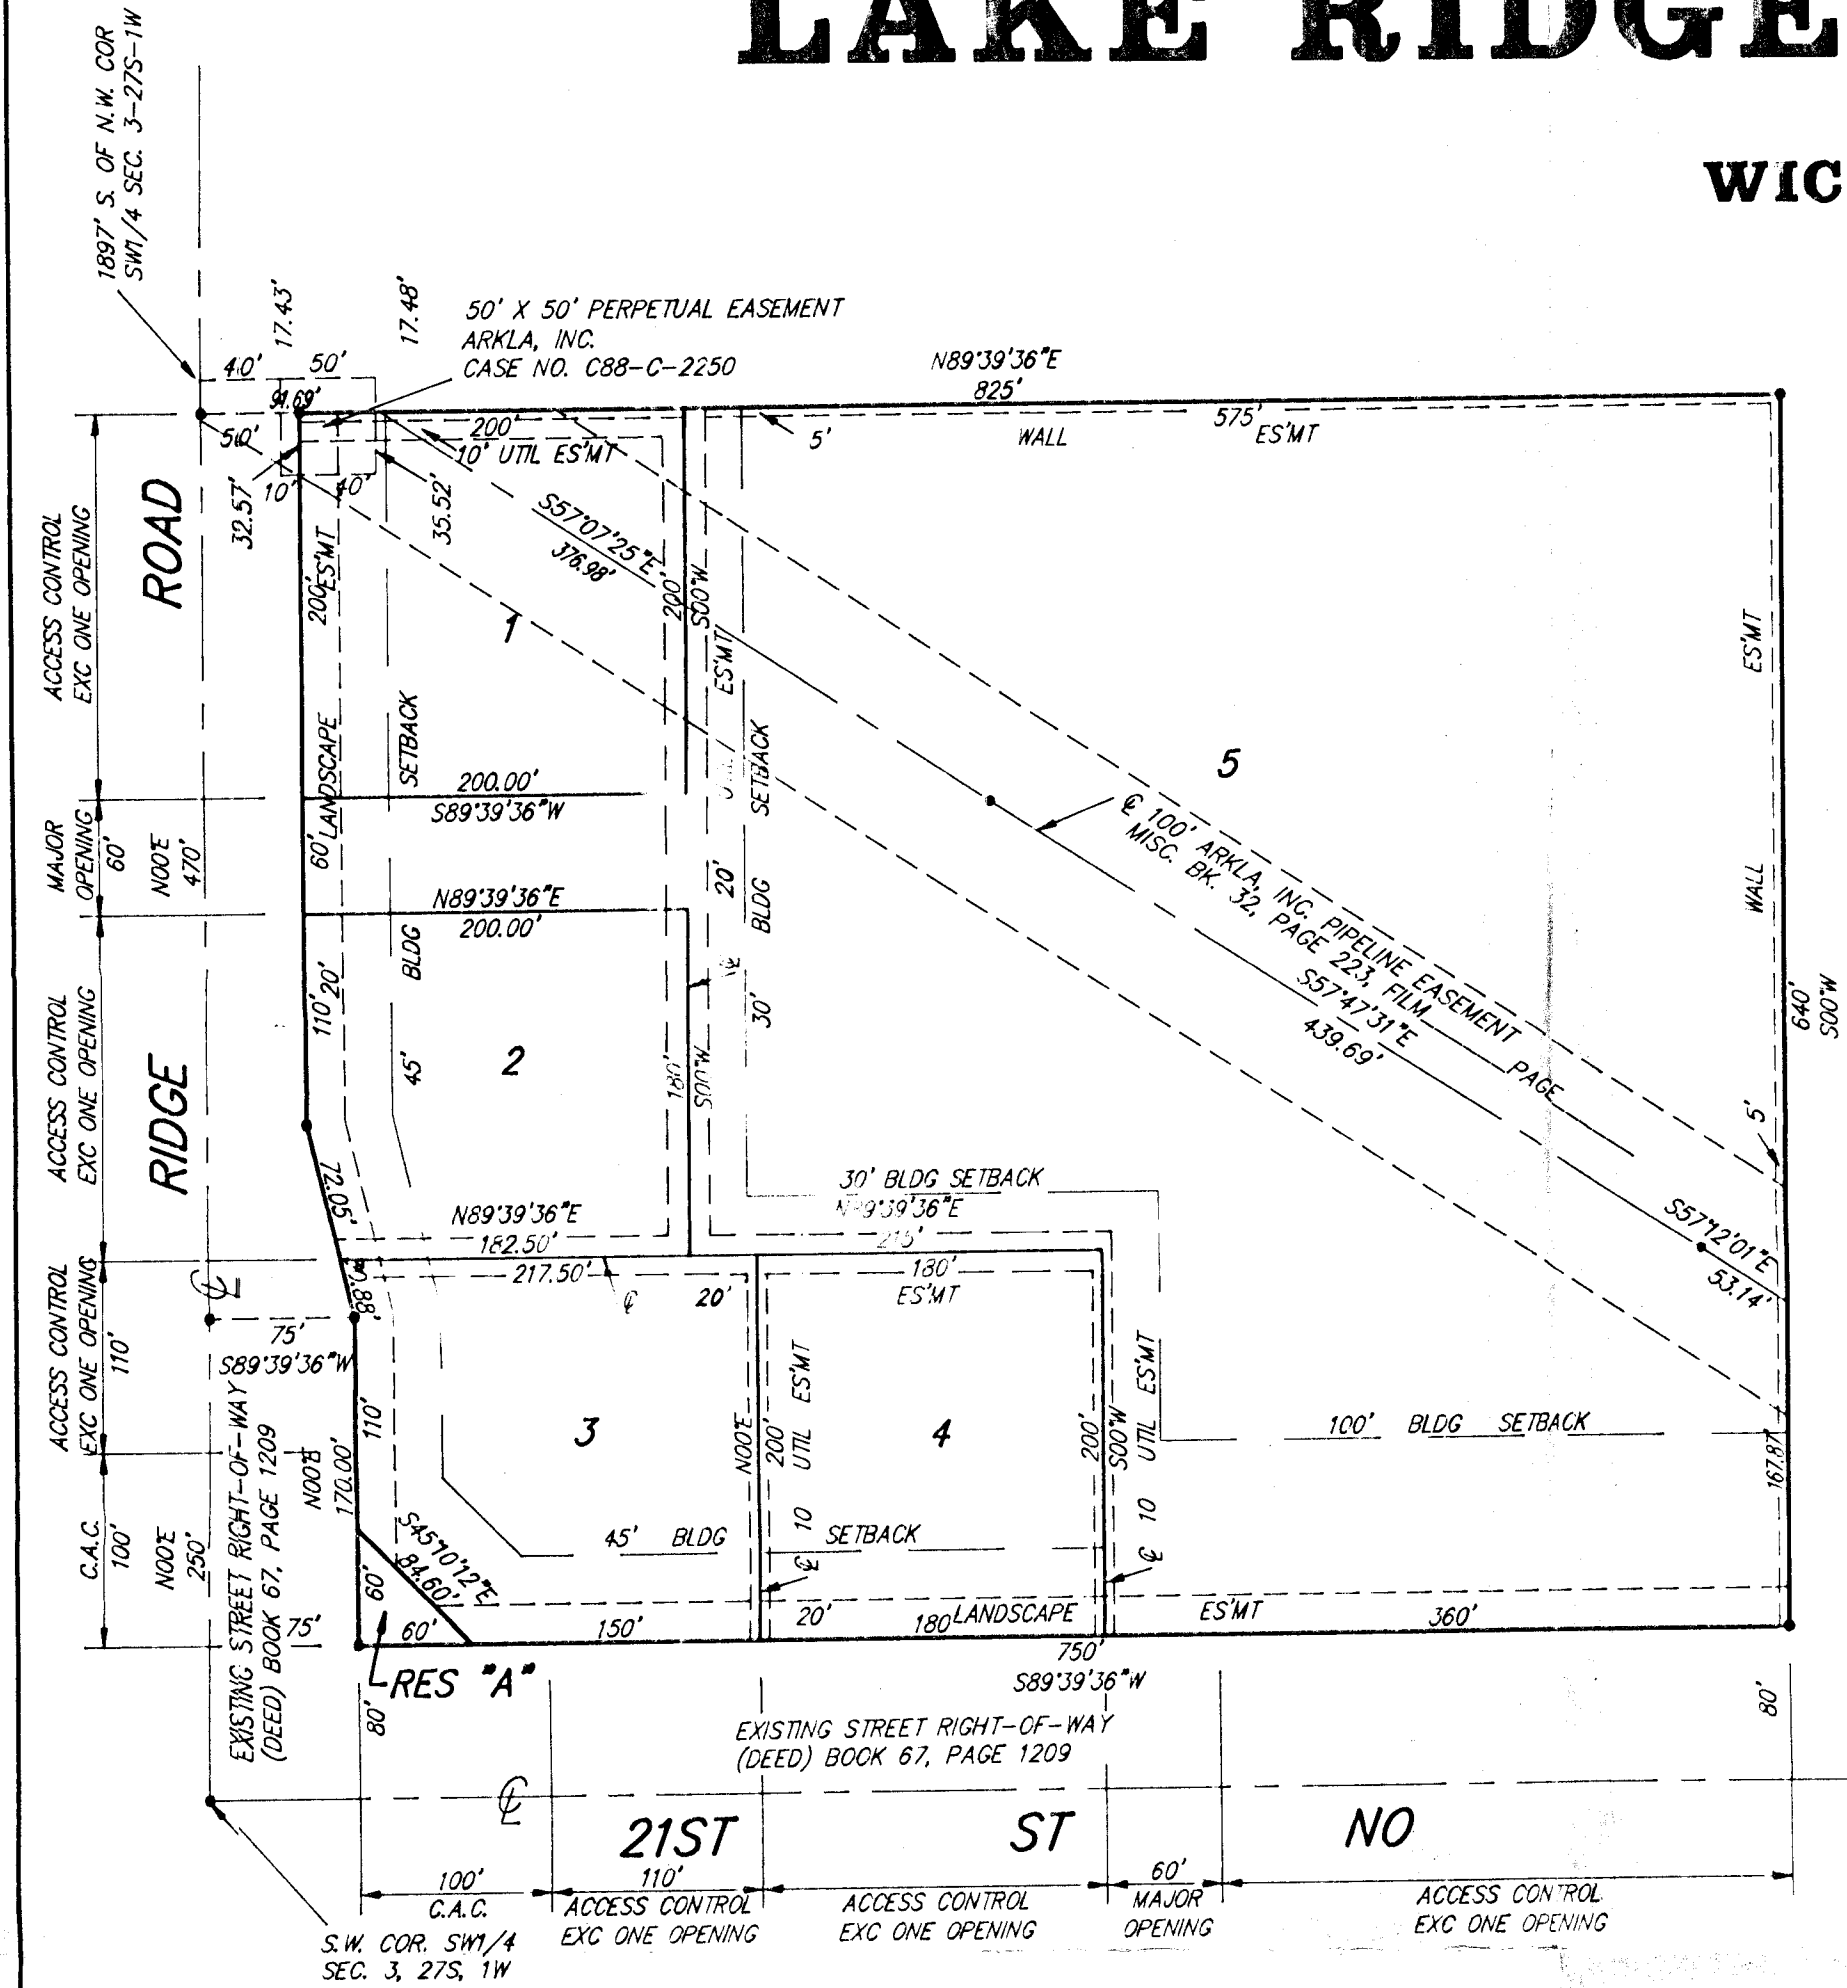 LAKE RIDGE
WIC
1897' S. OF N.W. COR
SW1/4 SEC. 3-27S-1W
17.43'
17.48'
50' X 50' PERPETUAL EASEMENT
ARKLA, INC.
CASE NO. C88-C-2250
40'
50'
N89°39'36"E
825'
91.69'
50'
200'
10' UTIL ES'MT
5'
WALL
575'
ES'MT
10'
40'
32.57'
35.52'
ACCESS CONTROL
EXC ONE OPENING
ROAD
200'
ES'MT
S57°07'25"E
376.98'
200'
S00°W
1
ES'MT
ES'MT
LANDSCAPE
SETBACK
SETBACK
5
200.00'
S89°39'36"W
MAJOR
OPENING
60'
N00°E
470'
60'
20'
BLDG
N89°39'36"E
200.00'
℄ 100' ARKLA, INC. PIPELINE EASEMENT
MISC. BK. 32, PAGE 223, FILM PAGE
S57°47'31"E
439.69'
WALL
640'
S00°W
ACCESS CONTROL
EXC ONE OPENING
RIDGE
110'
20'
BLDG
45'
2
℄
30'
180'
S00°W
5'
72.05'
30' BLDG SETBACK
N89°39'36"E
215'
N89°39'36"E
182.50'
217.50'
℄
20'
180'
ES'MT
S57°12'01"E
53.14'
ACCESS CONTROL
EXC ONE OPENING
110'
℄
75'
S89°39'36"W
EXISTING STREET RIGHT-OF-WAY
(DEED) BOOK 67, PAGE 1209
N00°E
170.00'
110'
3
N00°E
200'
UTIL ES'MT
10
℄
4
200'
S00°W
UTIL ES'MT
10
℄
100' BLDG SETBACK
167.87'
C.A.C.
100'
N00°E
250'
S45°10'12"E
84.60'
45' BLDG SETBACK
60'
75'
60'
150'
20'
180'
LANDSCAPE
ES'MT
360'
750'
S89°39'36"W
RES "A"
80'
EXISTING STREET RIGHT-OF-WAY
(DEED) BOOK 67, PAGE 1209
80'
℄
21ST ST NO
100'
C.A.C.
110'
ACCESS CONTROL
EXC ONE OPENING
ACCESS CONTROL
EXC ONE OPENING
60'
MAJOR
OPENING
ACCESS CONTROL
EXC ONE OPENING
S.W. COR. SW1/4
SEC. 3, 27S, 1W